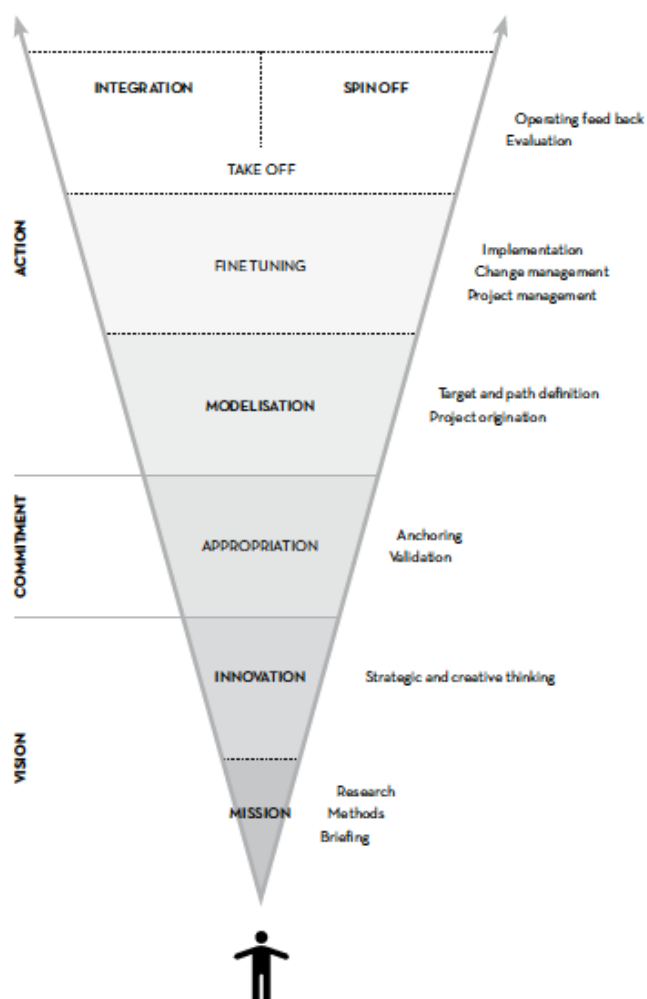 INTEGRATION
SPIN OFF
Operating feed back
Evaluation
TAKE OFF
ACTION
FINE TUNING
Implementation
Change management
Project management
MODELISATION
Target and path definition
Project origination
COMMITMENT
APPROPRIATION
Anchoring
Validation
INNOVATION
Strategic and creative thinking
VISION
MISSION
Research
Methods
Briefing